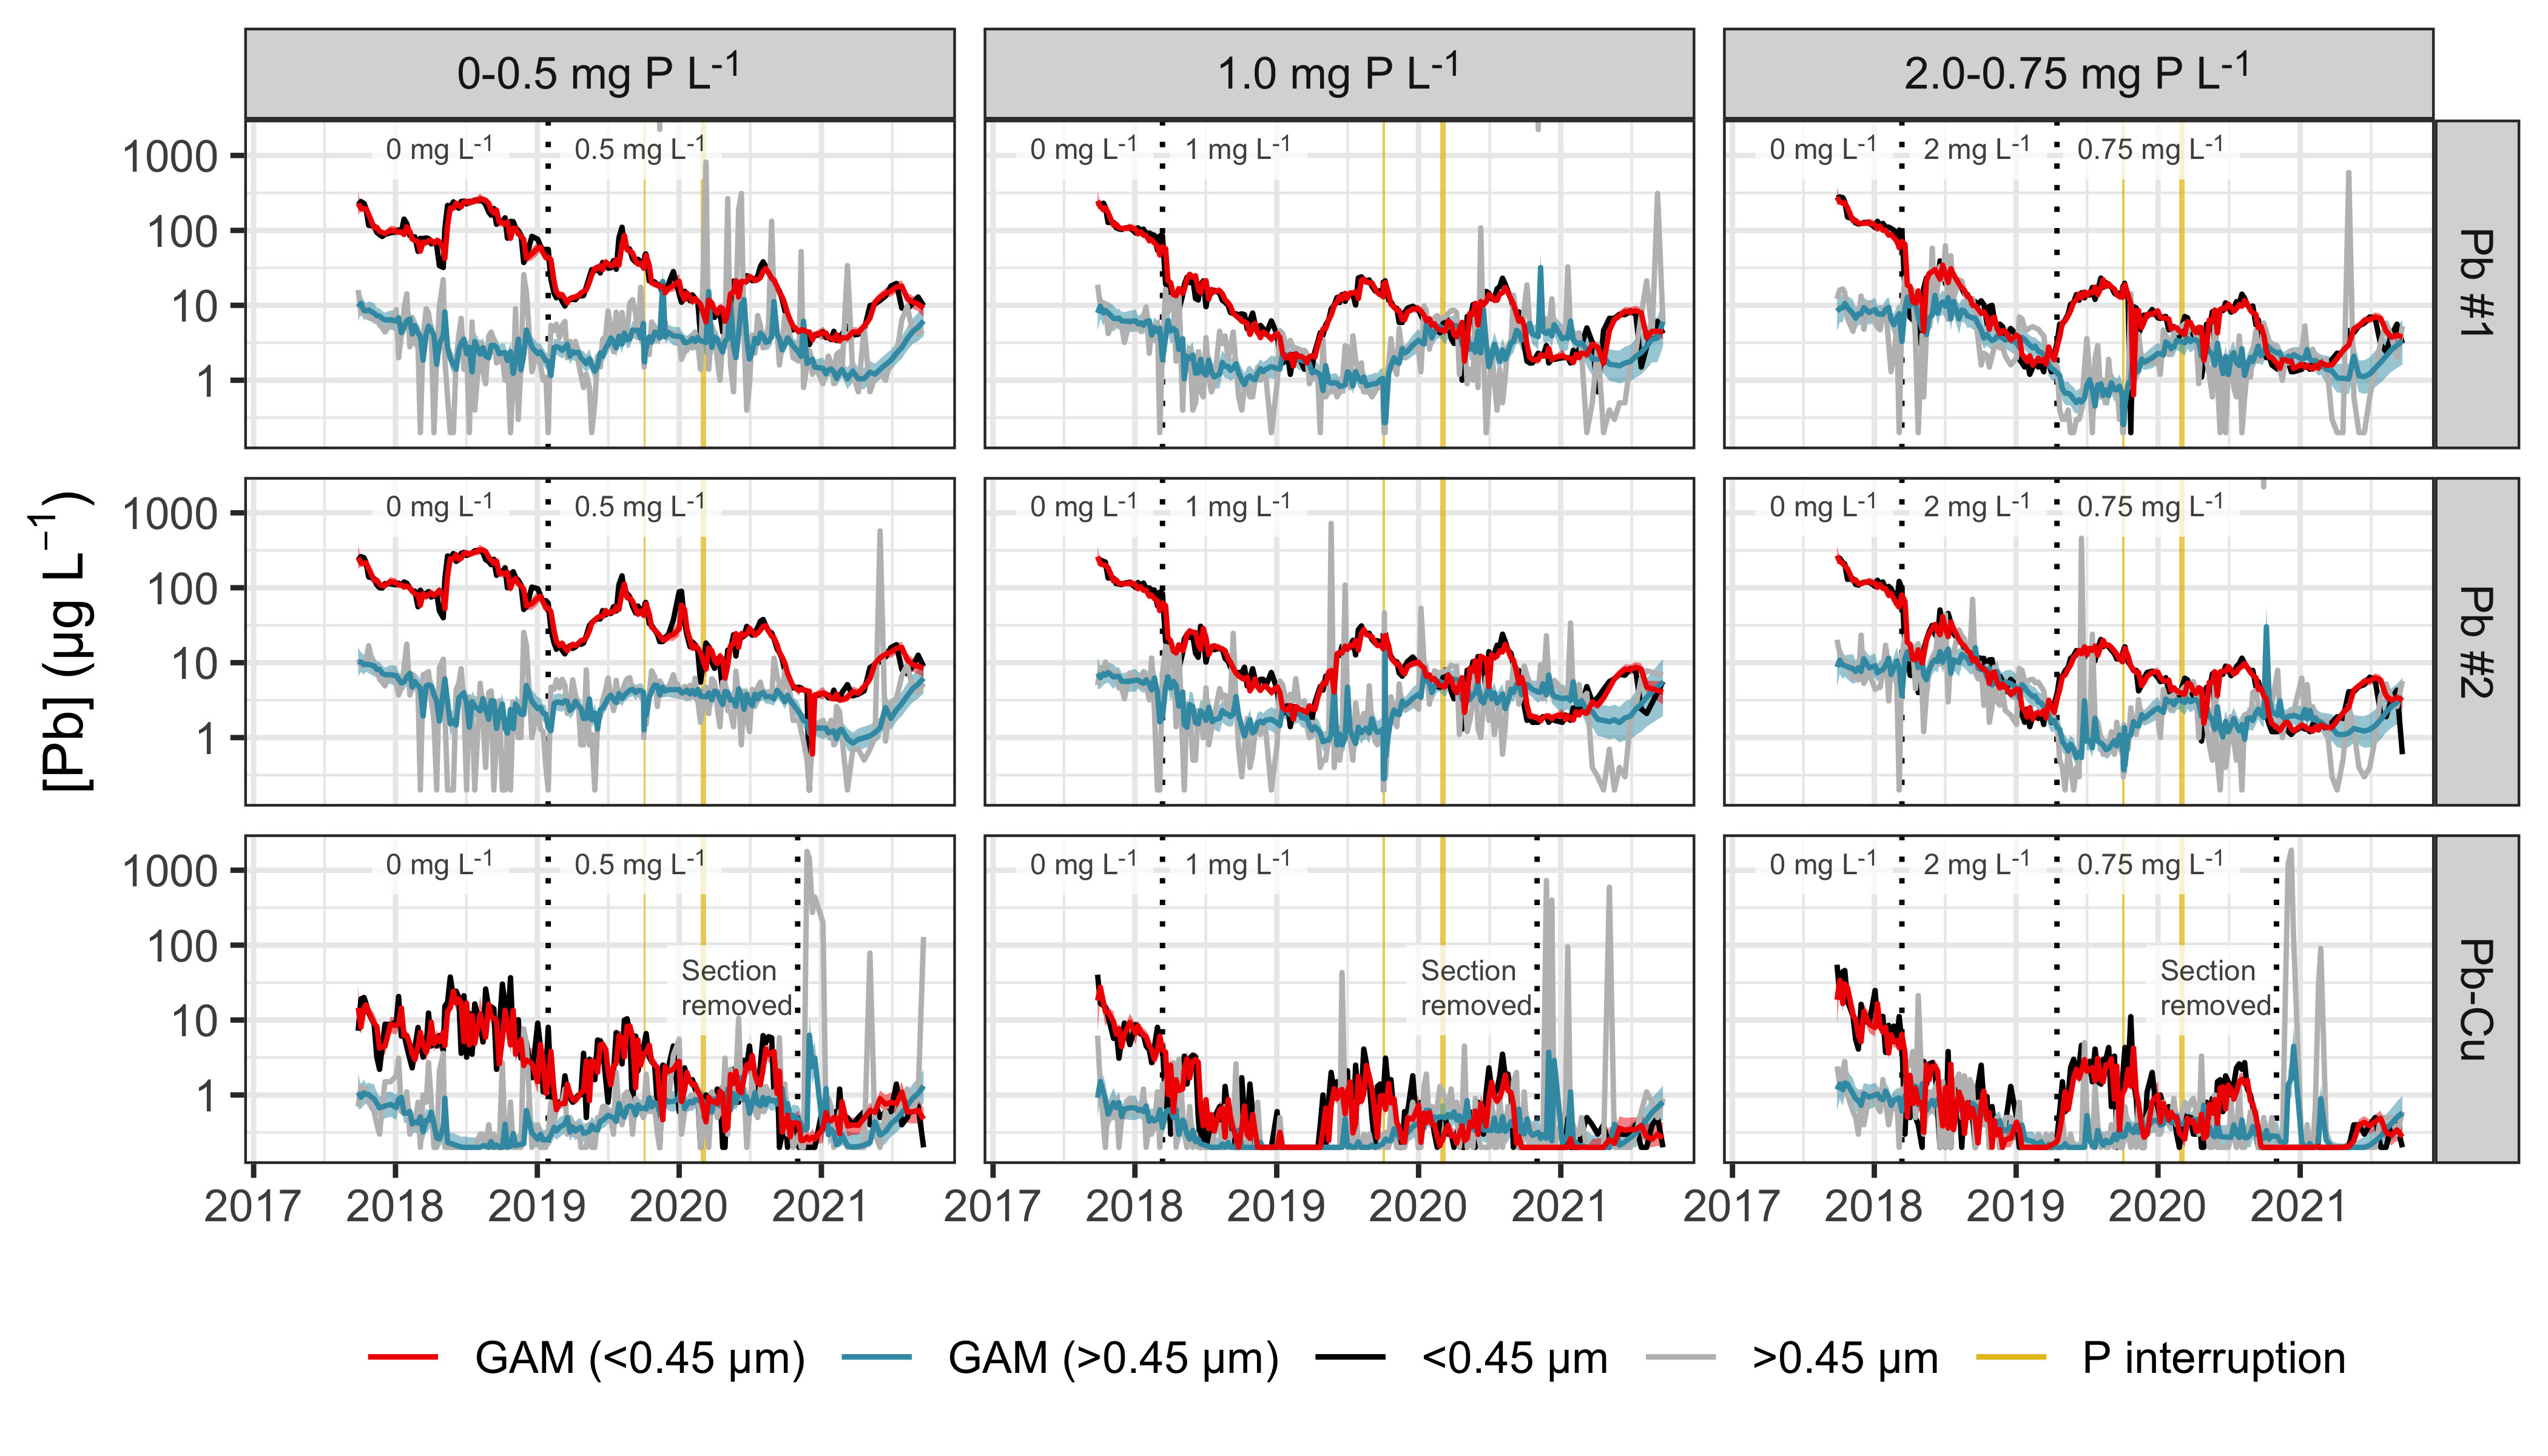 0-0.5 mg P L⁻¹
1.0 mg P L⁻¹
2.0-0.75 mg P L⁻¹
[Pb] (µg L⁻¹)
1000
100
10
1
0 mg L⁻¹
0.5 mg L⁻¹
0 mg L⁻¹
1 mg L⁻¹
0 mg L⁻¹
2 mg L⁻¹
0.75 mg L⁻¹
Pb #1
1000
100
10
1
0 mg L⁻¹
0.5 mg L⁻¹
0 mg L⁻¹
1 mg L⁻¹
0 mg L⁻¹
2 mg L⁻¹
0.75 mg L⁻¹
Pb #2
1000
100
10
1
0 mg L⁻¹
0.5 mg L⁻¹
Section
removed
0 mg L⁻¹
1 mg L⁻¹
Section
removed
0 mg L⁻¹
2 mg L⁻¹
0.75 mg L⁻¹
Section
removed
Pb-Cu
2017 2018 2019 2020 2021
2017 2018 2019 2020 2021
2017 2018 2019 2020 2021
GAM (<0.45 µm) GAM (>0.45 µm) <0.45 µm >0.45 µm P interruption